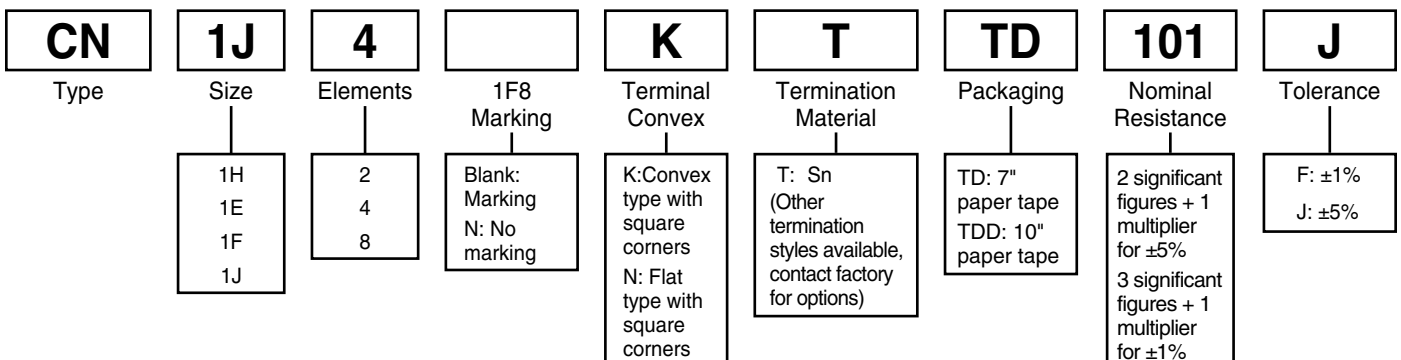 CN 1J 4 K T TD 101 J
Type
Size
Elements
1F8
Marking
Terminal
Convex
Termination
Material
Packaging
Nominal
Resistance
Tolerance
1H
1E
1F
1J
2
4
8
Blank:
Marking
N: No
marking
K:Convex
type with
square
corners
N: Flat
type with
square
corners
T: Sn
(Other
termination
styles available,
contact factory
for options)
TD: 7"
paper tape
TDD: 10"
paper tape
2 significant
figures + 1
multiplier
for ±5%
3 significant
figures + 1
multiplier
for ±1%
F: ±1%
J: ±5%